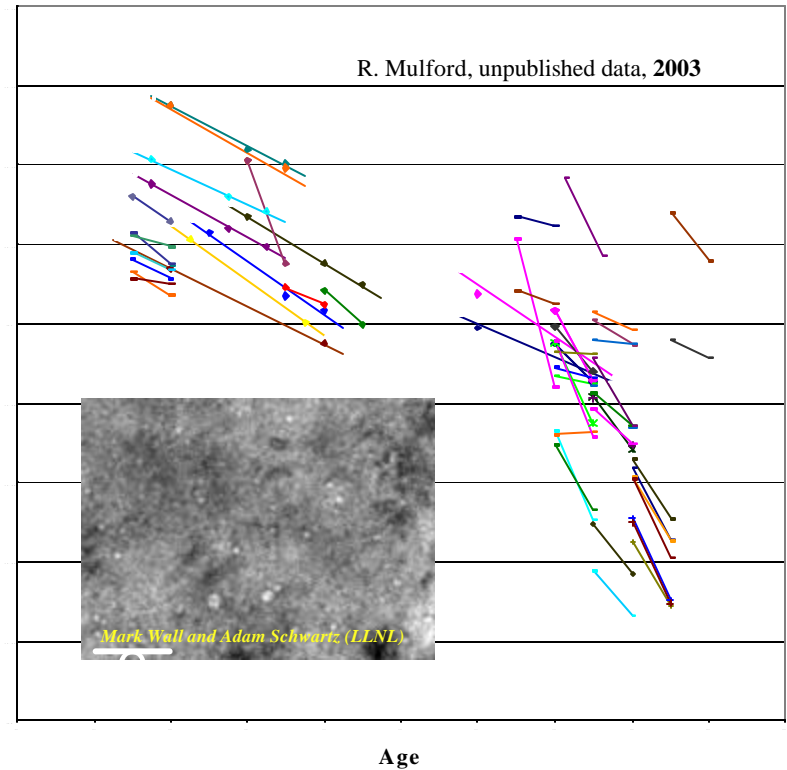 R. Mulford, unpublished data, 2003
Mark Wall and Adam Schwartz (LLNL)
Age